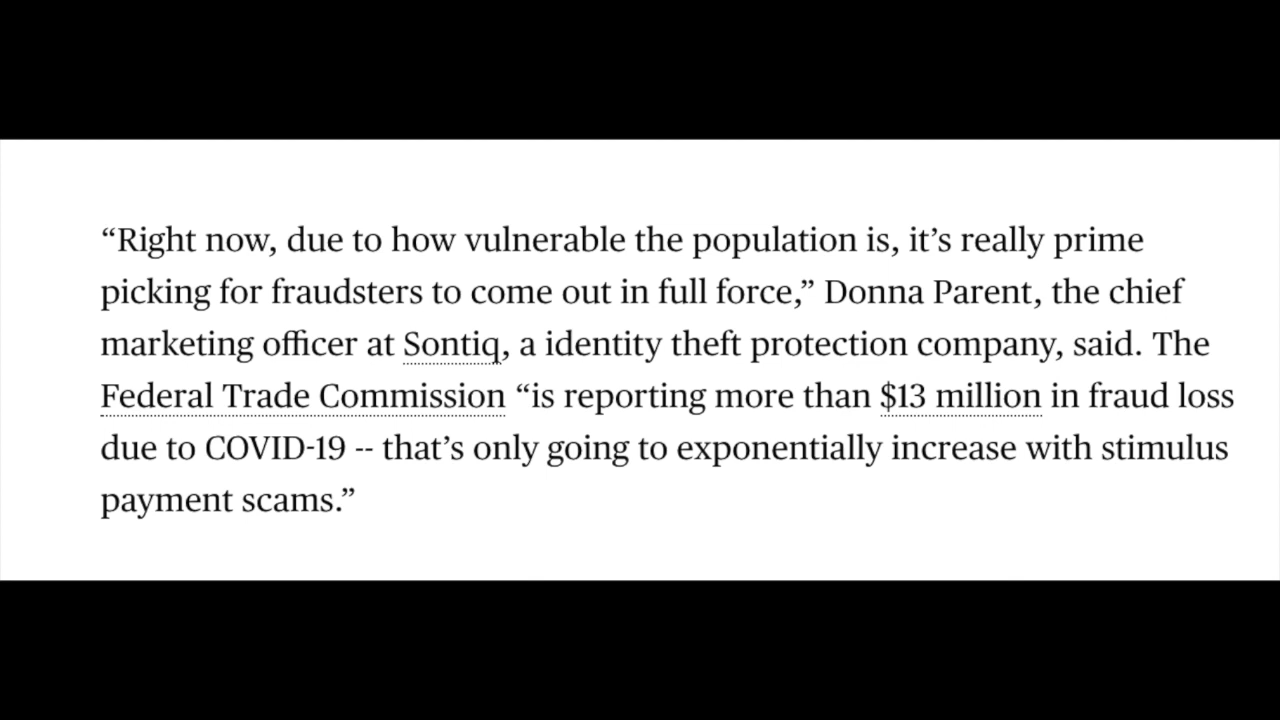 “Right now, due to how vulnerable the population is, it’s really prime
picking for fraudsters to come out in full force,” Donna Parent, the chief
marketing officer at Sontiq, a identity theft protection company, said. The
Federal Trade Commission “is reporting more than $13 million in fraud loss
due to COVID-19 -- that’s only going to exponentially increase with stimulus
payment scams.”